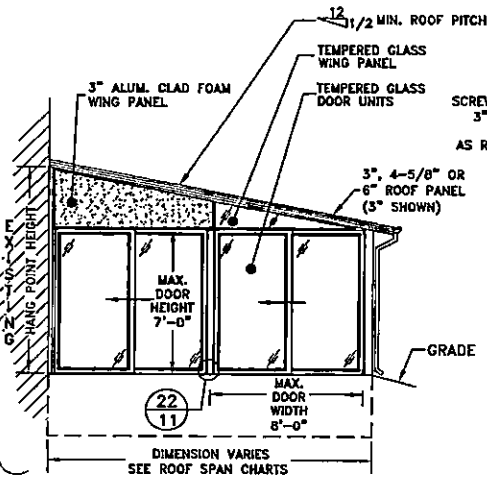 12
1/2 MIN. ROOF PITCH
TEMPERED GLASS
WING PANEL
3" ALUM. CLAD FOAM
WING PANEL
TEMPERED GLASS
DOOR UNITS
SCREW
3"
AS R
3", 4-5/8" OR
6" ROOF PANEL
(3" SHOWN)
EXISTING
HANG POINT HEIGHT
MAX.
DOOR
HEIGHT
7'-0"
GRADE
22
11
MAX.
DOOR
WIDTH
8'-0"
DIMENSION VARIES
SEE ROOF SPAN CHARTS